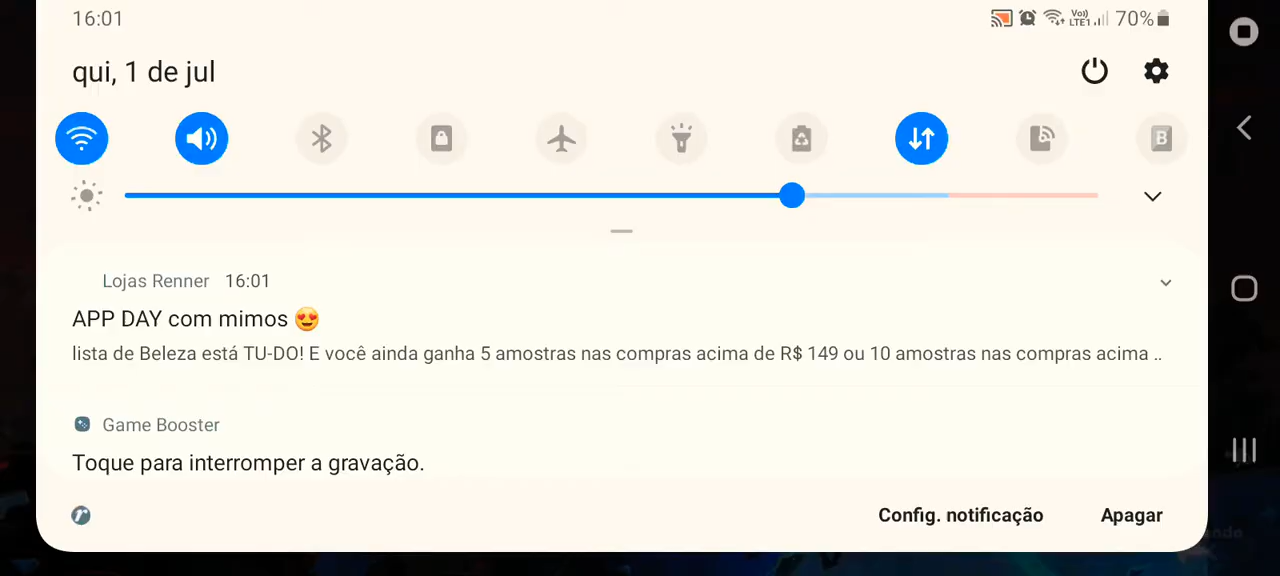 16:01
Vo)) LTE1 70%
qui, 1 de jul
B
Lojas Renner 16:01
APP DAY com mimos 😍
lista de Beleza está TU-DO! E você ainda ganha 5 amostras nas compras acima de R$ 149 ou 10 amostras nas compras acima ..
Game Booster
Toque para interromper a gravação.
Config. notificação Apagar